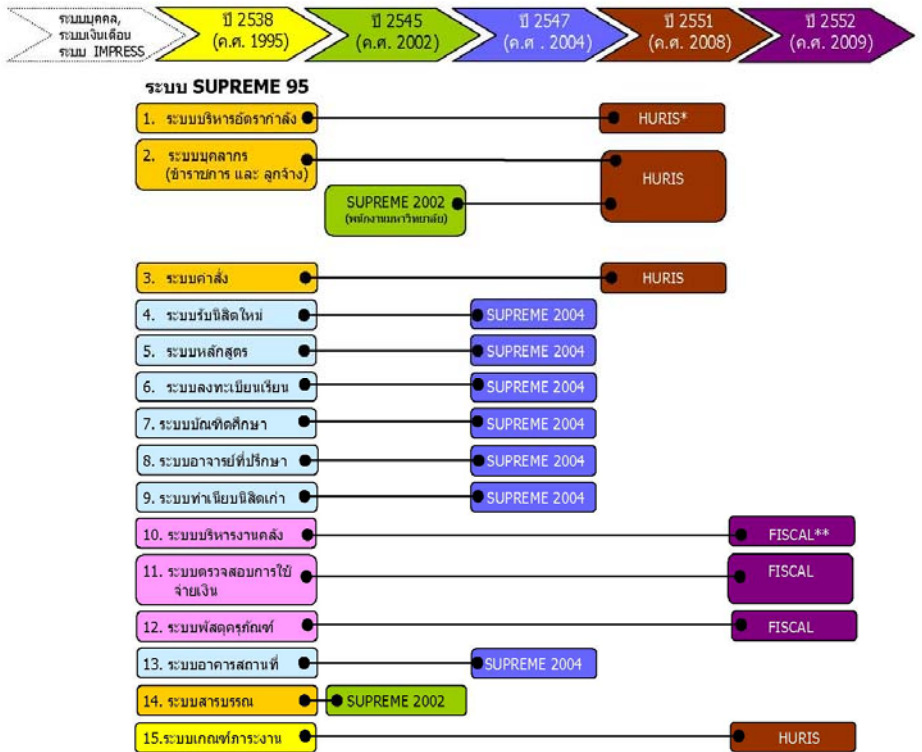 ระบบบุคคล,
ระบบเงินเดือน
ระบบ IMPRESS
ปี 2538
(ค.ศ. 1995)
ปี 2545
(ค.ศ. 2002)
ปี 2547
(ค.ศ . 2004)
ปี 2551
(ค.ศ. 2008)
ปี 2552
(ค.ศ. 2009)
ระบบ SUPREME 95
1. ระบบบริหารอัตรากำลัง
HURIS*
2. ระบบบุคลากร
(ข้าราชการ และ ลูกจ้าง)
HURIS
SUPREME 2002
(พนักงานมหาวิทยาลัย)
3. ระบบคำสั่ง
HURIS
4. ระบบรับนิสิตใหม่
SUPREME 2004
5. ระบบหลักสูตร
SUPREME 2004
6. ระบบลงทะเบียนเรียน
SUPREME 2004
7. ระบบบัณฑิตศึกษา
SUPREME 2004
8. ระบบอาจารย์ที่ปรึกษา
SUPREME 2004
9. ระบบทำเนียบนิสิตเก่า
SUPREME 2004
10. ระบบบริหารงานคลัง
FISCAL**
11. ระบบตรวจสอบการใช้
จ่ายเงิน
FISCAL
12. ระบบพัสดุครุภัณฑ์
FISCAL
13. ระบบอาคารสถานที่
SUPREME 2004
14. ระบบสารบรรณ
SUPREME 2002
15.ระบบเกณฑ์ภาระงาน
HURIS